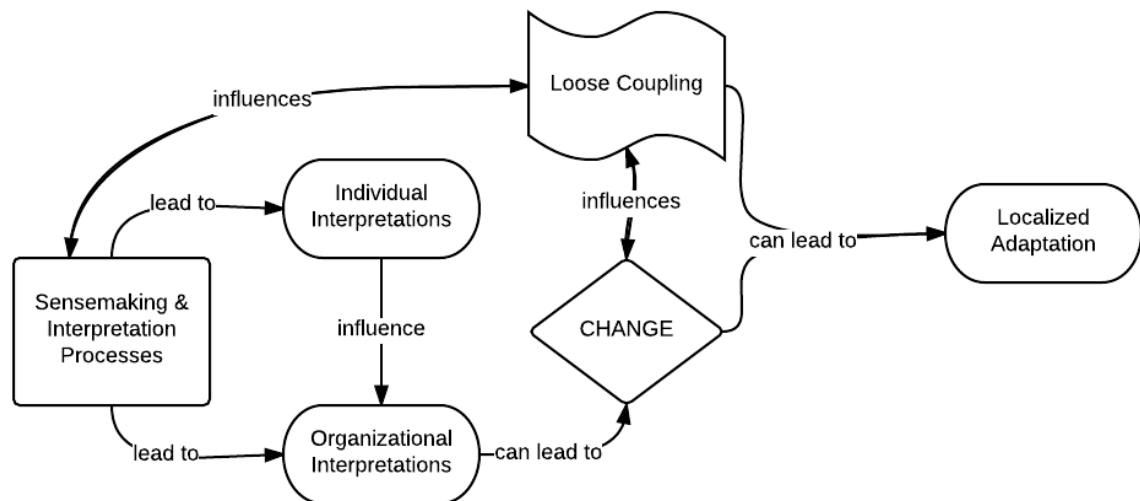 Loose Coupling
influences
Individual
Interpretations
lead to
influences
Localized
Adaptation
can lead to
Sensemaking &
Interpretation
Processes
influence
CHANGE
lead to
Organizational
Interpretations
can lead to